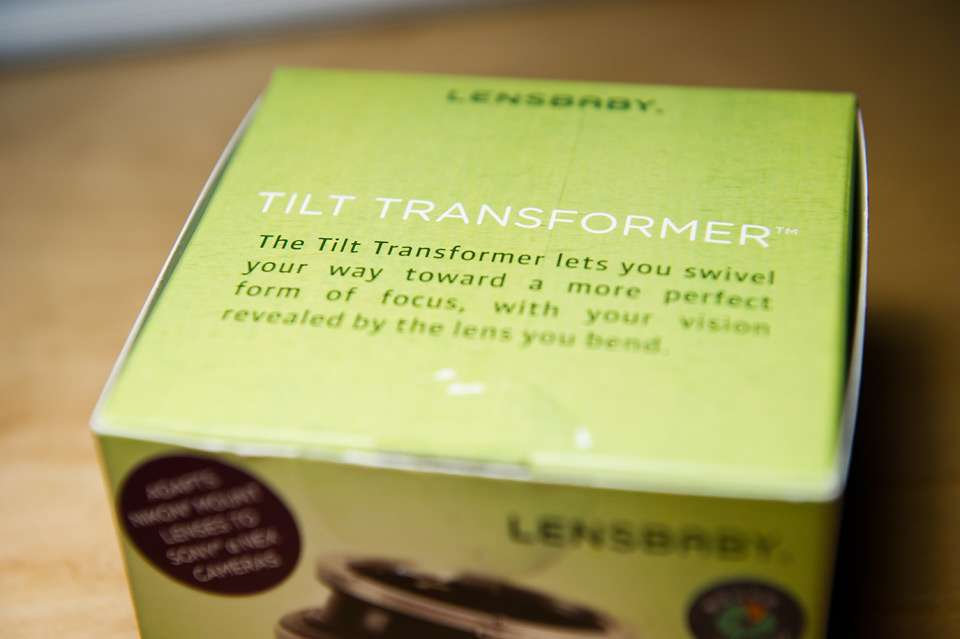 LENSBABY.
TILT TRANSFORMER™
The Tilt Transformer lets you swivel
your way toward a more perfect
form of focus, with your vision
revealed by the lens you bend.
ADAPTS
NIKON® MOUNT
LENSES TO
SONY® αNEX
CAMERAS
LENSBABY.